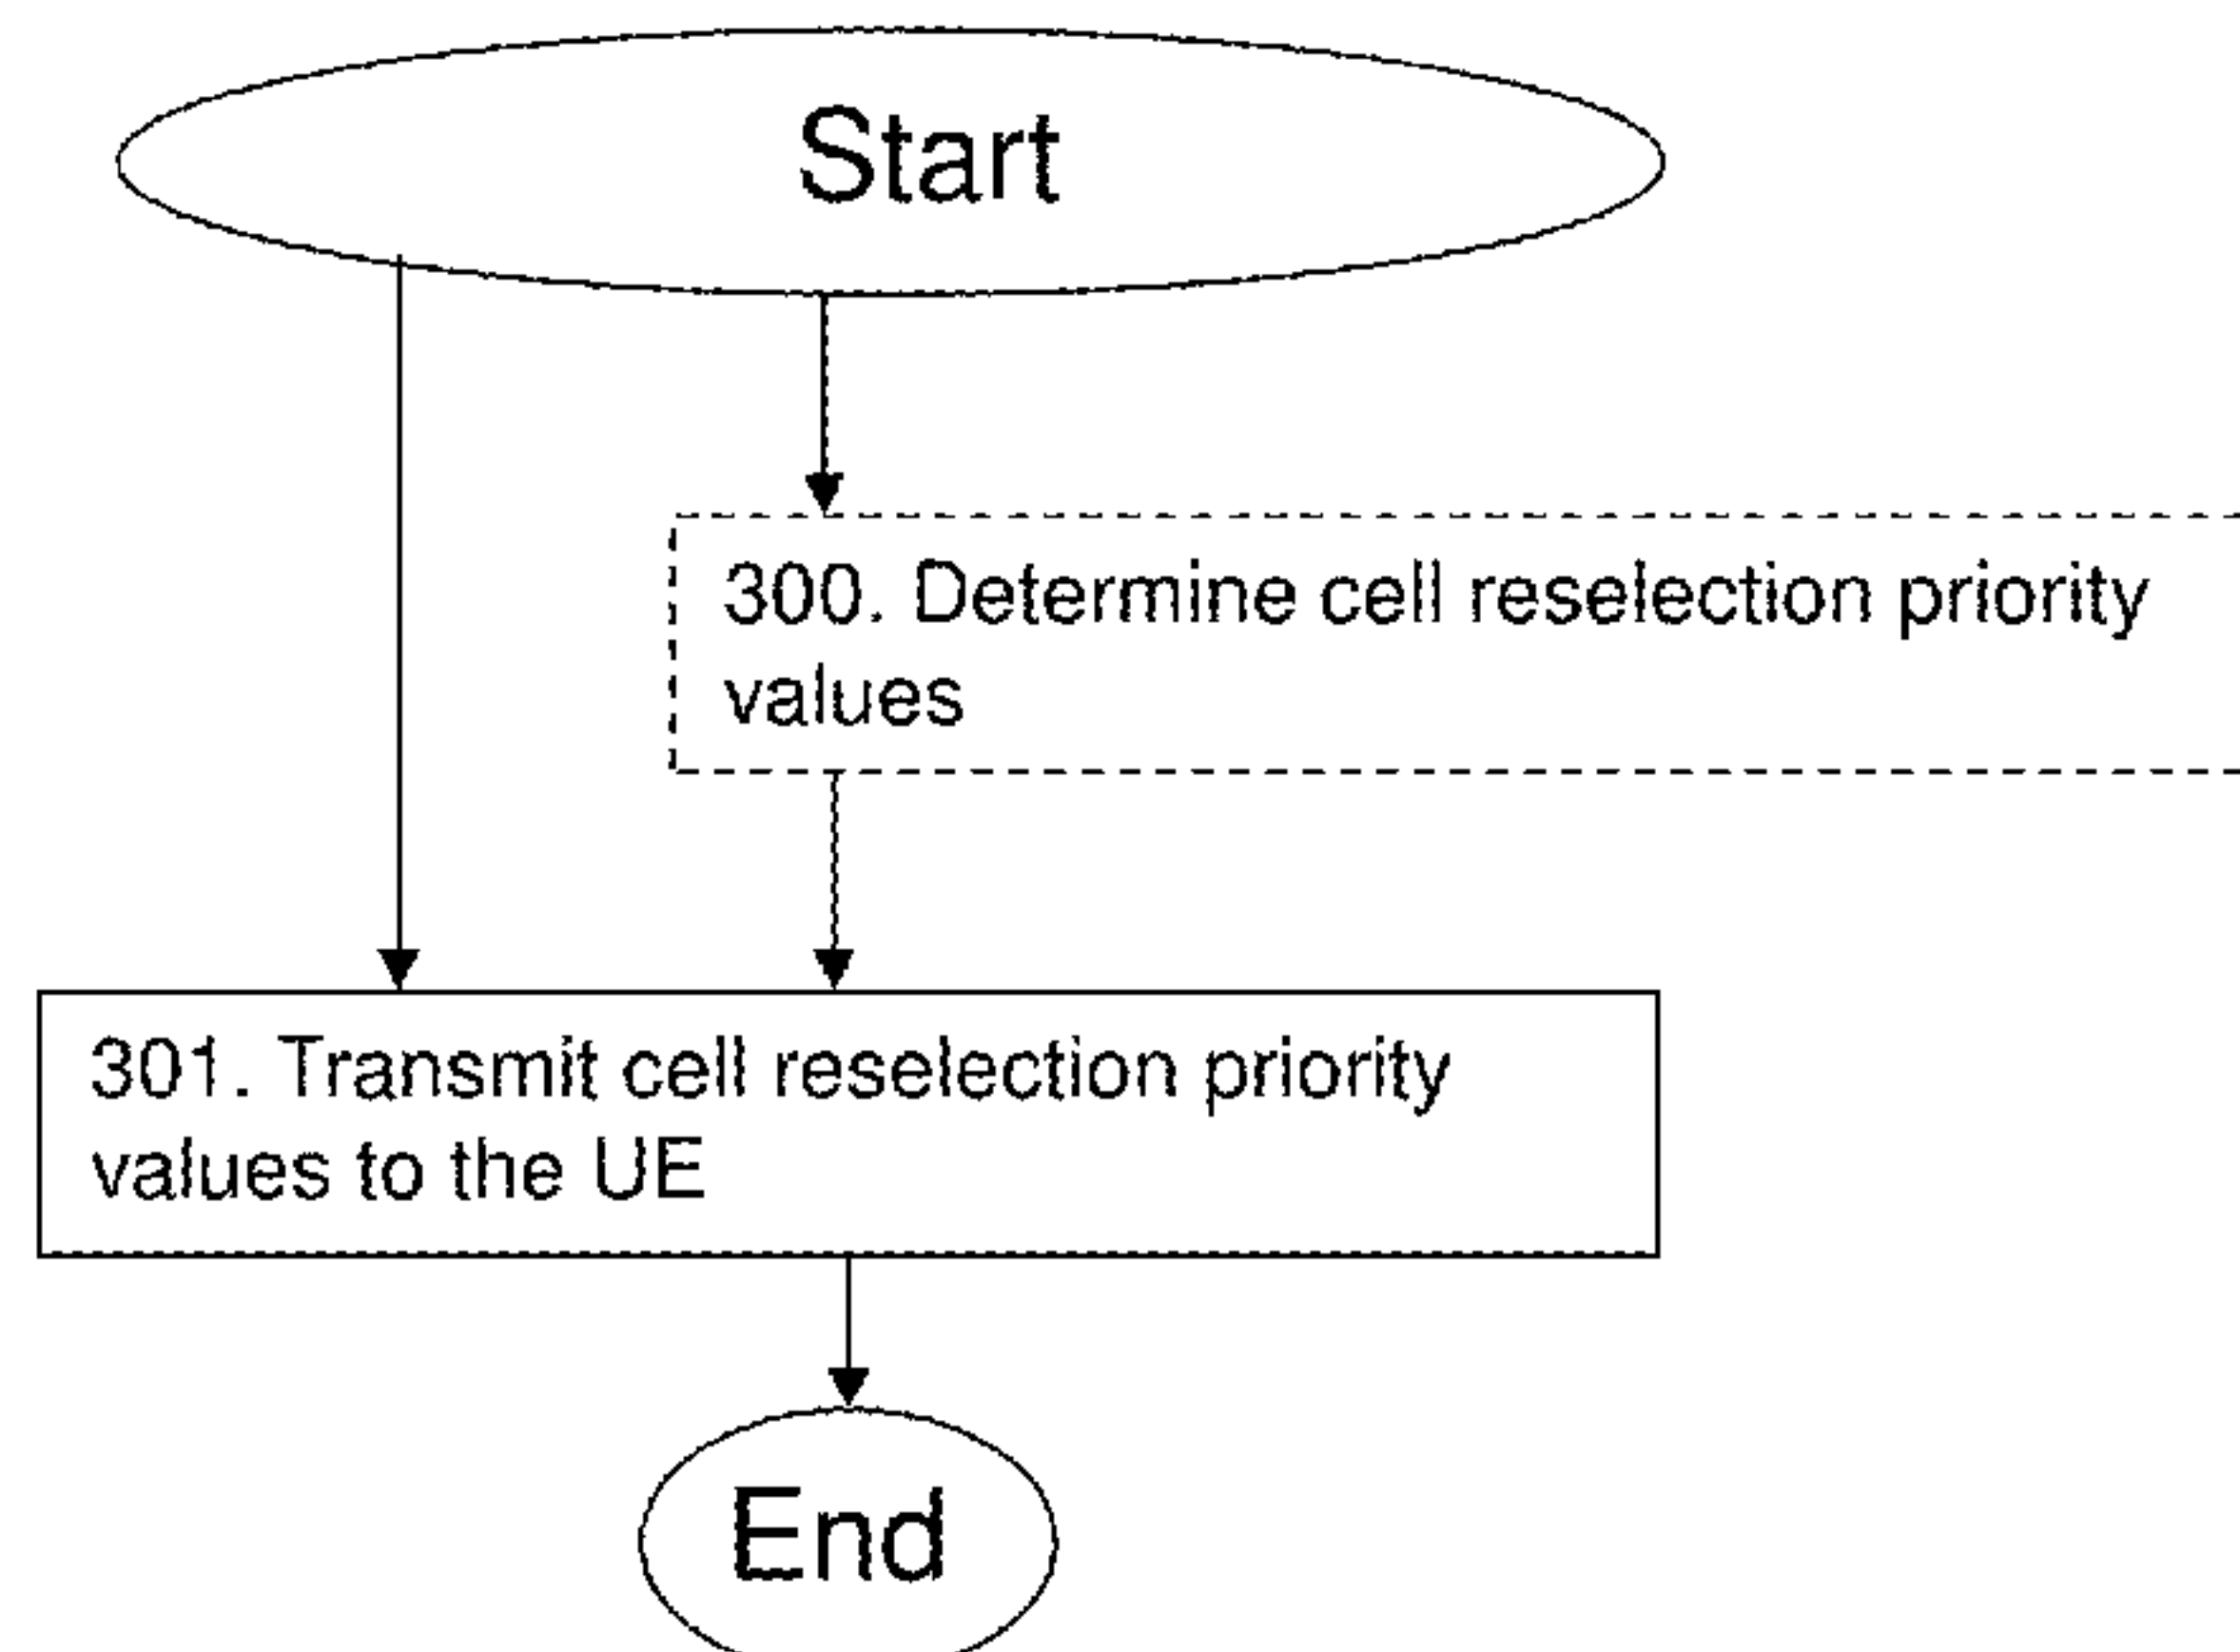 Start
300. Determine cell reselection priority
values
301. Transmit cell reselection priority
values to the UE
End